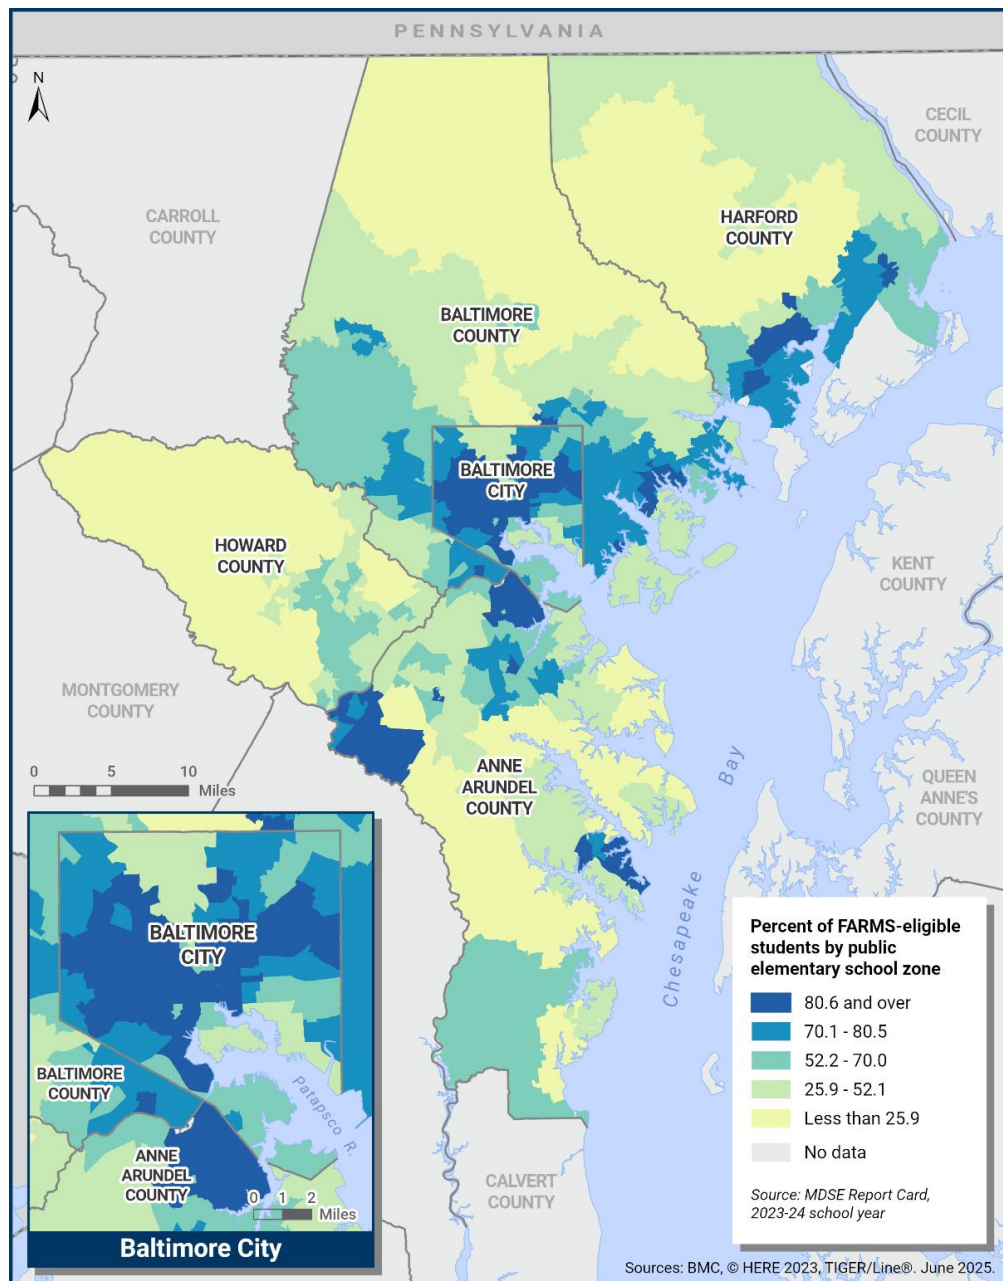 PENNSYLVANIA
N
CECIL
COUNTY
CARROLL
COUNTY
HARFORD
COUNTY
BALTIMORE
COUNTY
BALTIMORE
CITY
HOWARD
COUNTY
KENT
COUNTY
MONTGOMERY
COUNTY
0 5 10
Miles
ANNE
ARUNDEL
COUNTY
QUEEN
ANNE'S
COUNTY
Chesapeake Bay
CALVERT
COUNTY
BALTIMORE
CITY
BALTIMORE
COUNTY
Patapsco R.
ANNE
ARUNDEL
COUNTY
0 1 2
Miles
Baltimore City
Percent of FARMS-eligible
students by public
elementary school zone
80.6 and over
70.1 - 80.5
52.2 - 70.0
25.9 - 52.1
Less than 25.9
No data
Source: MDSE Report Card,
2023-24 school year
Sources: BMC, © HERE 2023, TIGER/Line®. June 2025.